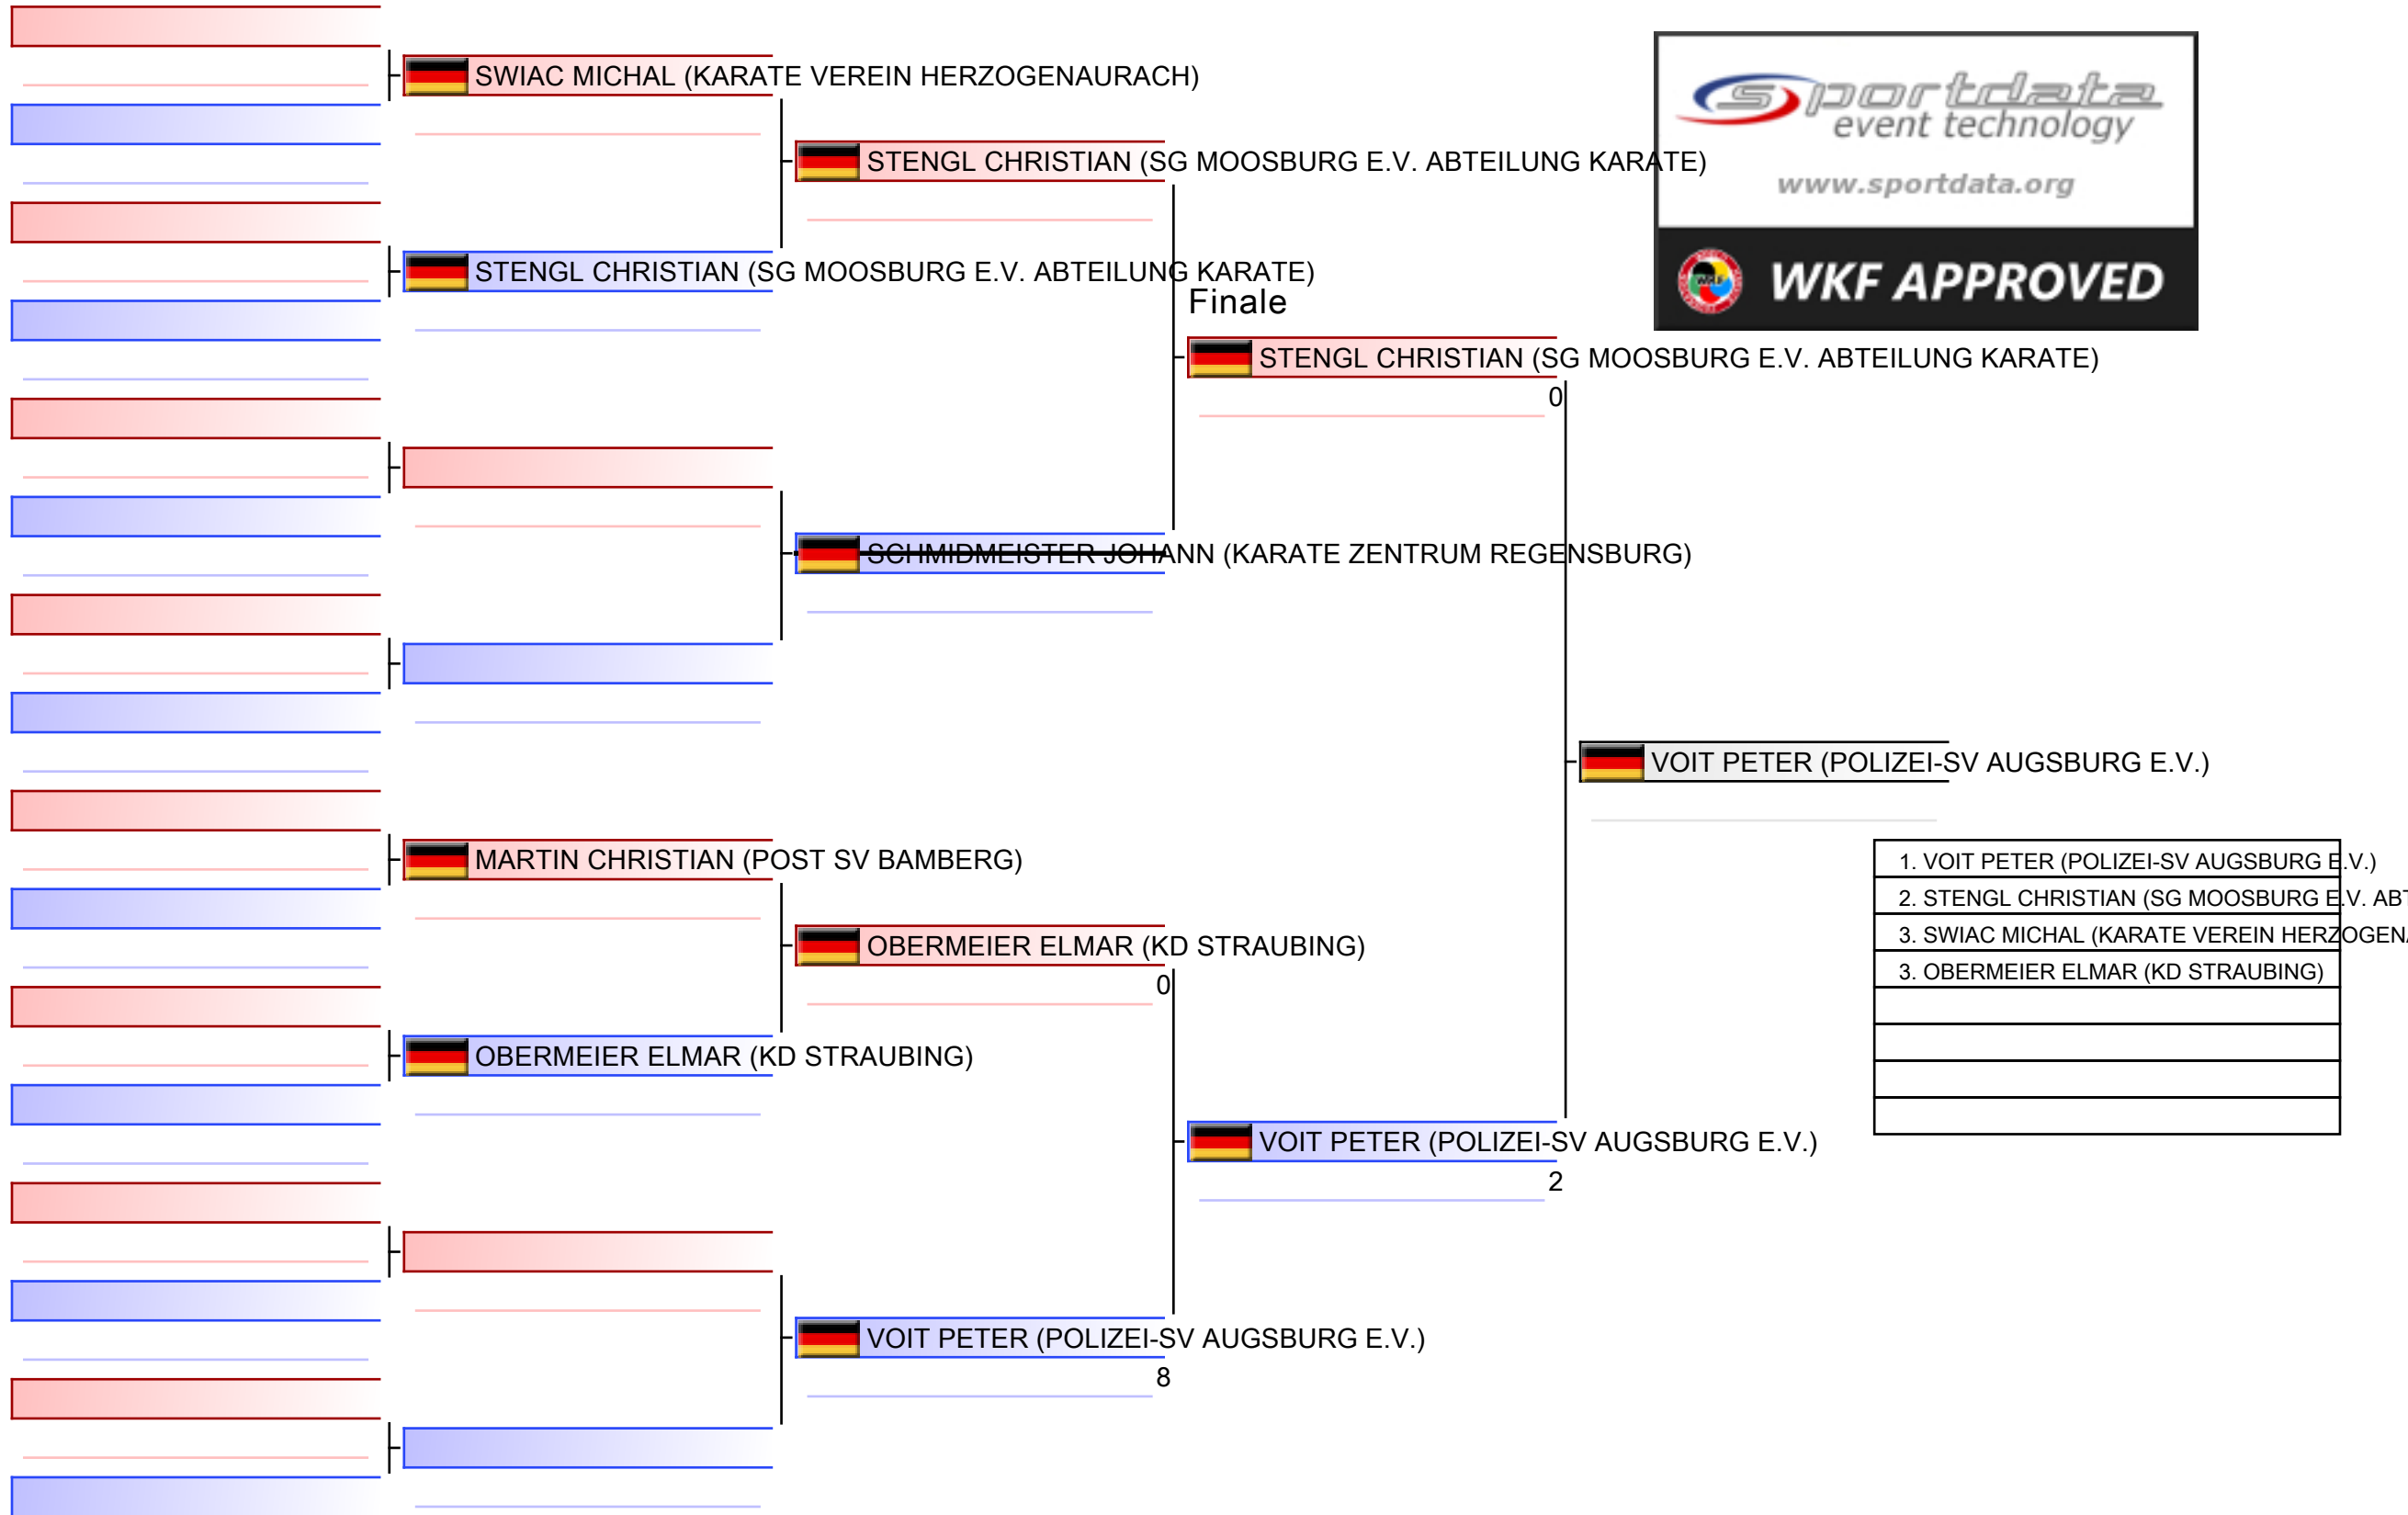 SWIAC MICHAL (KARATE VEREIN HERZOGENAURACH)
sportdata
event technology
www.sportdata.org
WKF APPROVED
STENGL CHRISTIAN (SG MOOSBURG E.V. ABTEILUNG KARATE)
STENGL CHRISTIAN (SG MOOSBURG E.V. ABTEILUNG KARATE)
Finale
STENGL CHRISTIAN (SG MOOSBURG E.V. ABTEILUNG KARATE)
0
SCHMIDMEISTER JOHANN (KARATE ZENTRUM REGENSBURG)
VOIT PETER (POLIZEI-SV AUGSBURG E.V.)
MARTIN CHRISTIAN (POST SV BAMBERG)
1. VOIT PETER (POLIZEI-SV AUGSBURG E.V.)
2. STENGL CHRISTIAN (SG MOOSBURG E.V. ABT
3. SWIAC MICHAL (KARATE VEREIN HERZOGENA
3. OBERMEIER ELMAR (KD STRAUBING)
OBERMEIER ELMAR (KD STRAUBING)
0
OBERMEIER ELMAR (KD STRAUBING)
VOIT PETER (POLIZEI-SV AUGSBURG E.V.)
2
VOIT PETER (POLIZEI-SV AUGSBURG E.V.)
8